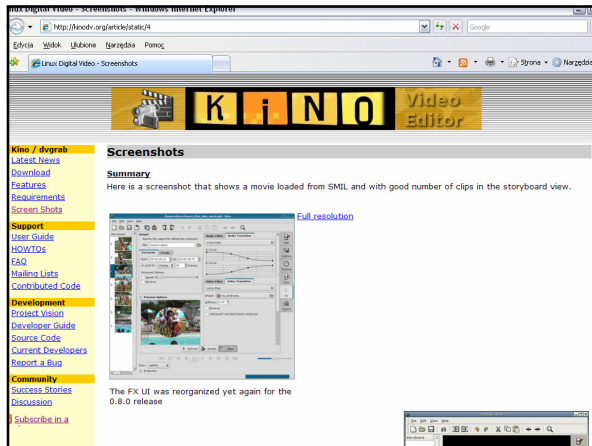 Linux Digital Video - Screenshots - Windows Internet Explorer
http://kinodv.org/article/static/4
Google
Edycja Widok Ulubione Narzędzia Pomoc
Linux Digital Video - Screenshots
Strona
Narzędzia
KiNO Video Editor
Kino / dvgrab
Latest News
Download
Features
Requirements
Screen Shots
Support
User Guide
HOWTOs
FAQ
Mailing Lists
Contributed Code
Development
Project Vision
Developer Guide
Source Code
Current Developers
Report a Bug
Community
Success Stories
Discussion
Subscribe in a
Screenshots
Summary
Here is a screenshot that shows a movie loaded from SMIL and with good number of clips in the storyboard view.
Full resolution
The FX UI was reorganized yet again for the
0.8.0 release